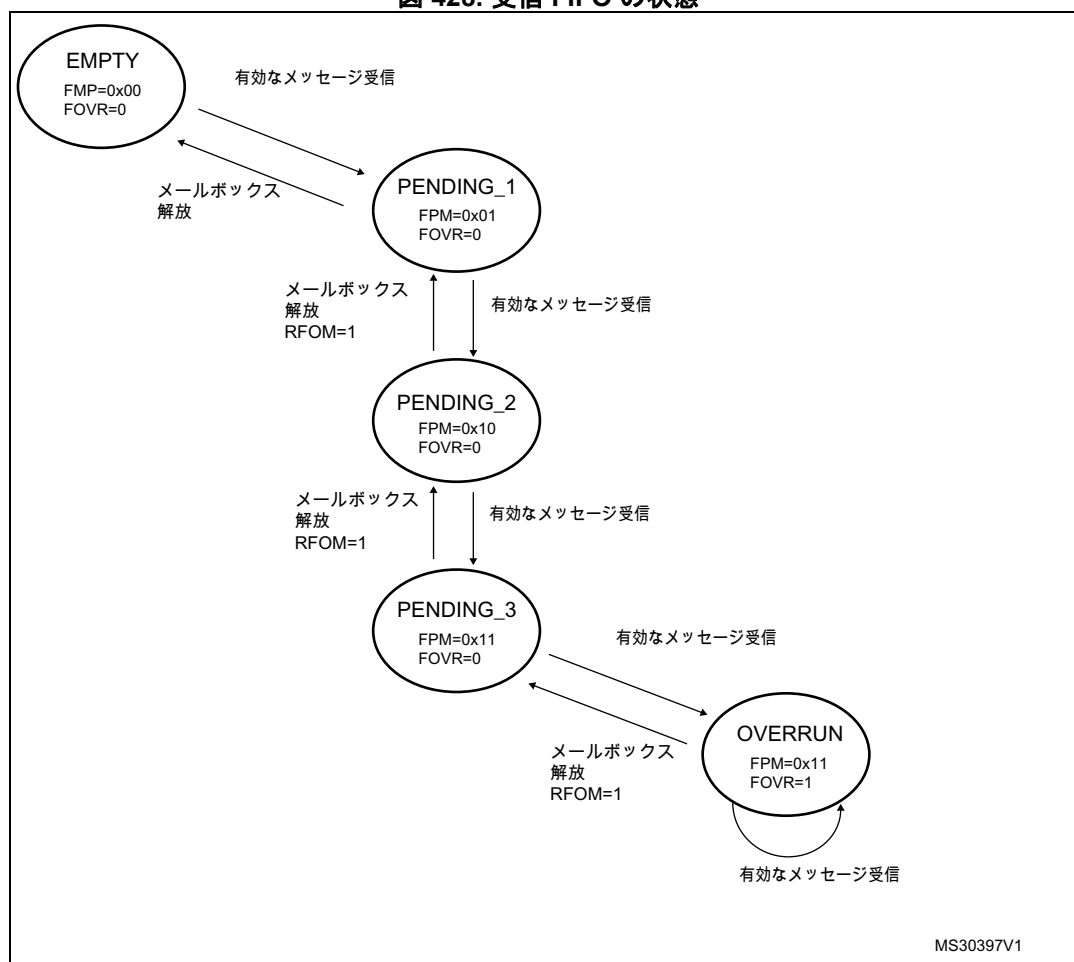 EMPTY
FMP=0x00
FOVR=0
有効なメッセージ受信
メールボックス
解放
PENDING_1
FPM=0x01
FOVR=0
メールボックス
解放
RFOM=1
有効なメッセージ受信
PENDING_2
FPM=0x10
FOVR=0
メールボックス
解放
RFOM=1
有効なメッセージ受信
PENDING_3
FPM=0x11
FOVR=0
有効なメッセージ受信
メールボックス
解放
RFOM=1
OVERRUN
FPM=0x11
FOVR=1
有効なメッセージ受信
MS30397V1